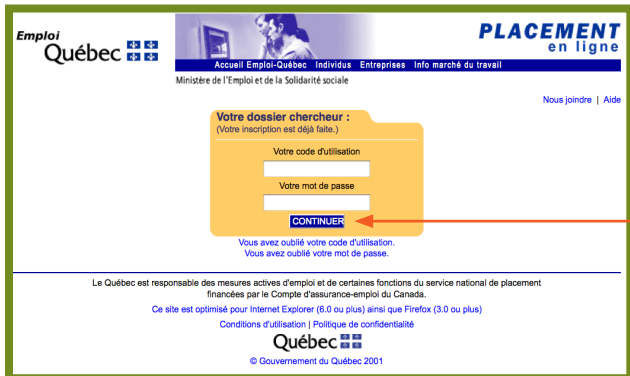 Emploi
Québec
PLACEMENT
en ligne
Accueil Emploi-Québec Individus Entreprises Info marché du travail
Ministère de l'Emploi et de la Solidarité sociale
Nous joindre | Aide
Votre dossier chercheur :
(Votre inscription est déjà faite.)
Votre code d'utilisation
Votre mot de passe
CONTINUER
Vous avez oublié votre code d'utilisation.
Vous avez oublié votre mot de passe.
Le Québec est responsable des mesures actives d'emploi et de certaines fonctions du service national de placement
financées par le Compte d'assurance-emploi du Canada.
Ce site est optimisé pour Internet Explorer (6.0 ou plus) ainsi que Firefox (3.0 ou plus)
Conditions d'utilisation | Politique de confidentialité
Québec
© Gouvernement du Québec 2001